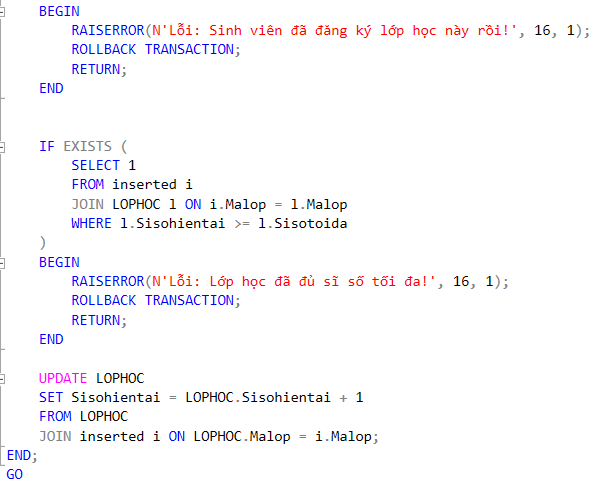 BEGIN
RAISERROR(N'Lỗi: Sinh viên đã đăng ký lớp học này rồi!', 16, 1);
ROLLBACK TRANSACTION;
RETURN;
END
IF EXISTS (
SELECT 1
FROM inserted i
JOIN LOPHOC l ON i.Malop = l.Malop
WHERE l.Sisohientai >= l.Sisotoida
)
BEGIN
RAISERROR(N'Lỗi: Lớp học đã đủ sĩ số tối đa!', 16, 1);
ROLLBACK TRANSACTION;
RETURN;
END
UPDATE LOPHOC
SET Sisohientai = LOPHOC.Sisohientai + 1
FROM LOPHOC
JOIN inserted i ON LOPHOC.Malop = i.Malop;
END;
GO